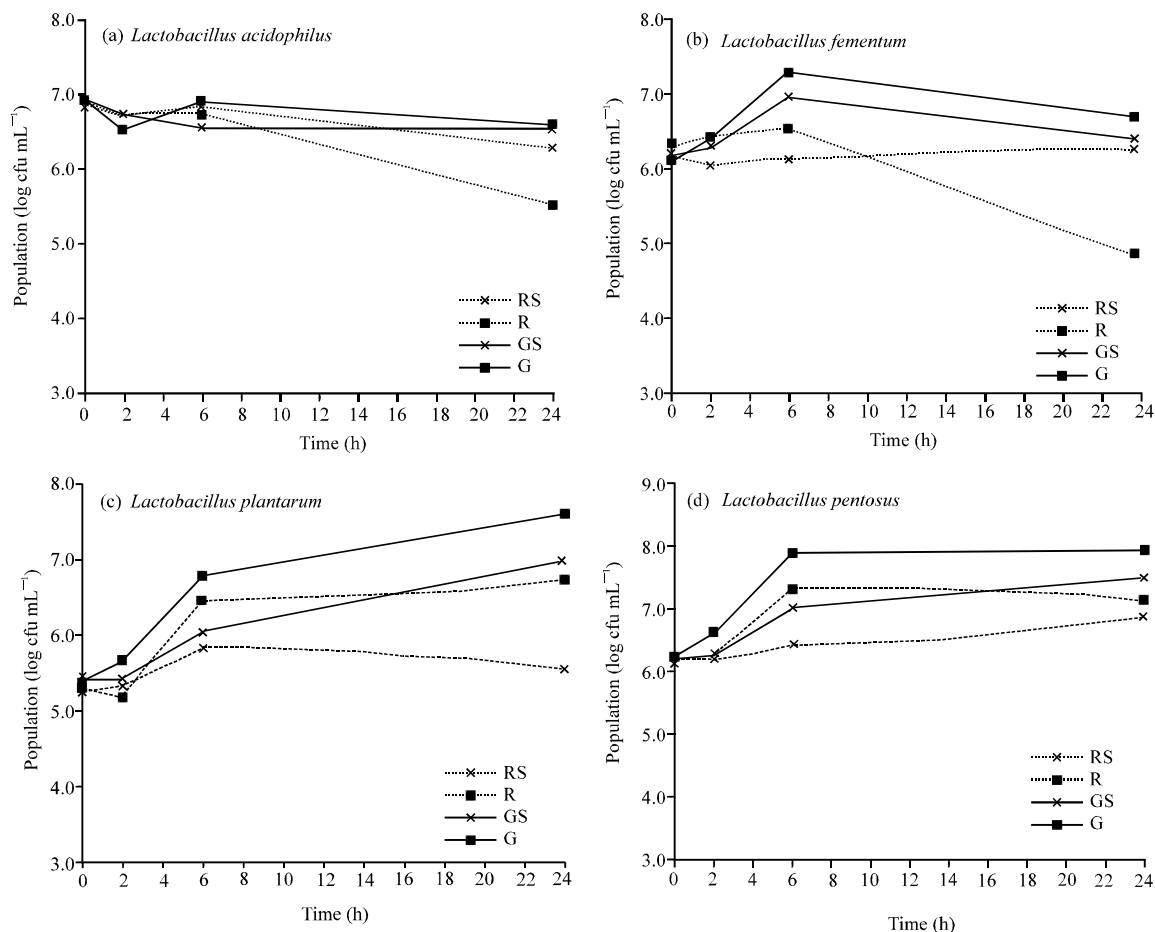 (a) Lactobacillus acidophilus
Population (log cfu mL⁻¹)
8.0
7.0
6.0
5.0
4.0
3.0
RS
R
GS
G
0 2 4 6 8 10 12 14 16 18 20 22 24
Time (h)
(b) Lactobacillus fementum
Population (log cfu mL⁻¹)
8.0
7.0
6.0
5.0
4.0
3.0
RS
R
GS
G
0 2 4 6 8 10 12 14 16 18 20 22 24
Time (h)
(c) Lactobacillus plantarum
Population (log cfu mL⁻¹)
8.0
7.0
6.0
5.0
4.0
3.0
RS
R
GS
G
0 2 4 6 8 10 12 14 16 18 20 22 24
Time (h)
(d) Lactobacillus pentosus
Population (log cfu mL⁻¹)
9.0
8.0
7.0
6.0
5.0
4.0
3.0
RS
R
GS
G
0 2 4 6 8 10 12 14 16 18 20 22 24
Time (h)